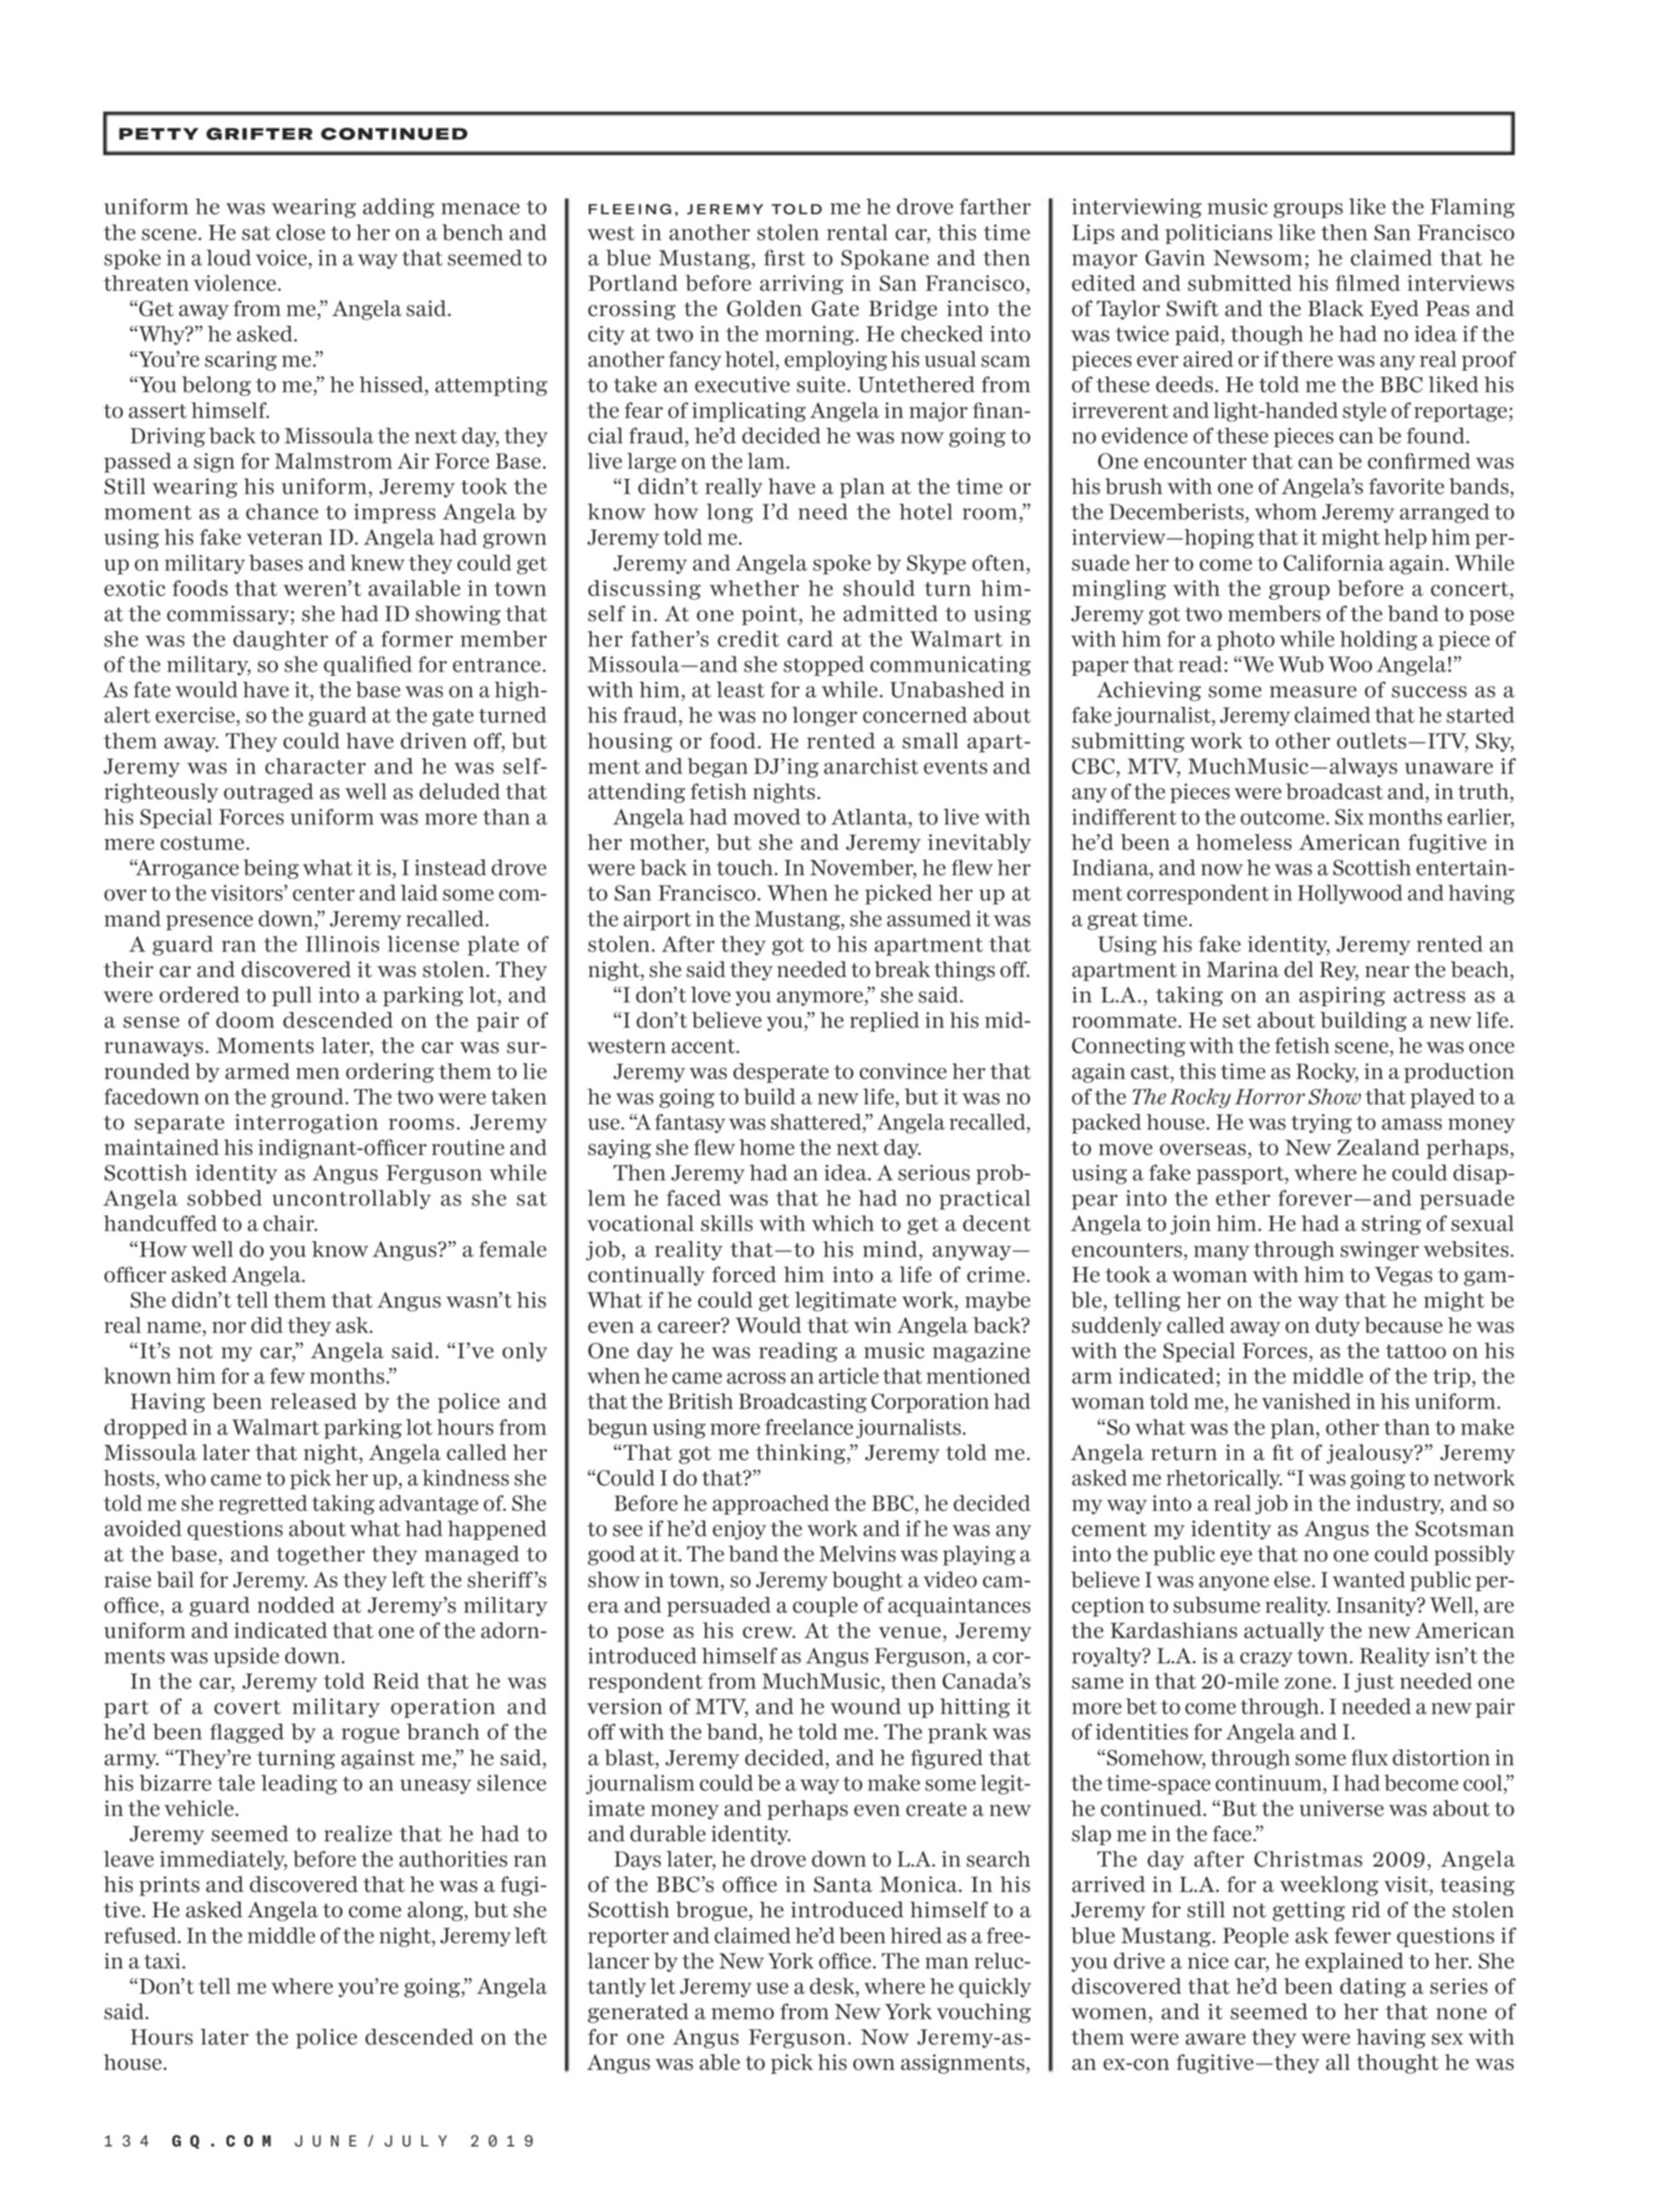 PETTY GRIFTER CONTINUED
uniform he was wearing adding menace to
the scene. He sat close to her on a bench and
spoke in a loud voice, in a way that seemed to
threaten violence.
“Get away from me,” Angela said.
“Why?” he asked.
“You’re scaring me.”
“You belong to me,” he hissed, attempting
to assert himself.
Driving back to Missoula the next day, they
passed a sign for Malmstrom Air Force Base.
Still wearing his uniform, Jeremy took the
moment as a chance to impress Angela by
using his fake veteran ID. Angela had grown
up on military bases and knew they could get
exotic foods that weren’t available in town
at the commissary; she had ID showing that
she was the daughter of a former member
of the military, so she qualified for entrance.
As fate would have it, the base was on a high-
alert exercise, so the guard at the gate turned
them away. They could have driven off, but
Jeremy was in character and he was self-
righteously outraged as well as deluded that
his Special Forces uniform was more than a
mere costume.
“Arrogance being what it is, I instead drove
over to the visitors’ center and laid some com-
mand presence down,” Jeremy recalled.
A guard ran the Illinois license plate of
their car and discovered it was stolen. They
were ordered to pull into a parking lot, and
a sense of doom descended on the pair of
runaways. Moments later, the car was sur-
rounded by armed men ordering them to lie
facedown on the ground. The two were taken
to separate interrogation rooms. Jeremy
maintained his indignant-officer routine and
Scottish identity as Angus Ferguson while
Angela sobbed uncontrollably as she sat
handcuffed to a chair.
“How well do you know Angus?” a female
officer asked Angela.
She didn’t tell them that Angus wasn’t his
real name, nor did they ask.
“It’s not my car,” Angela said. “I’ve only
known him for a few months.”
Having been released by the police and
dropped in a Walmart parking lot hours from
Missoula later that night, Angela called her
hosts, who came to pick her up, a kindness she
told me she regretted taking advantage of. She
avoided questions about what had happened
at the base, and together they managed to
raise bail for Jeremy. As they left the sheriff’s
office, a guard nodded at Jeremy’s military
uniform and indicated that one of the adorn-
ments was upside down.
In the car, Jeremy told Reid that he was
part of a covert military operation and
he’d been flagged by a rogue branch of the
army. “They’re turning against me,” he said,
his bizarre tale leading to an uneasy silence
in the vehicle.
Jeremy seemed to realize that he had to
leave immediately, before the authorities ran
his prints and discovered that he was a fugi-
tive. He asked Angela to come along, but she
refused. In the middle of the night, Jeremy left
in a taxi.
“Don’t tell me where you’re going,” Angela
said.
Hours later the police descended on the
house.
FLEEING, JEREMY TOLD me he drove farther
west in another stolen rental car, this time
a blue Mustang, first to Spokane and then
Portland before arriving in San Francisco,
crossing the Golden Gate Bridge into the
city at two in the morning. He checked into
another fancy hotel, employing his usual scam
to take an executive suite. Untethered from
the fear of implicating Angela in major finan-
cial fraud, he’d decided he was now going to
live large on the lam.
“I didn’t really have a plan at the time or
know how long I’d need the hotel room,”
Jeremy told me.
Jeremy and Angela spoke by Skype often,
discussing whether he should turn him-
self in. At one point, he admitted to using
her father’s credit card at the Walmart in
Missoula—and she stopped communicating
with him, at least for a while. Unabashed in
his fraud, he was no longer concerned about
housing or food. He rented a small apart-
ment and began DJ’ing anarchist events and
attending fetish nights.
Angela had moved to Atlanta, to live with
her mother, but she and Jeremy inevitably
were back in touch. In November, he flew her
to San Francisco. When he picked her up at
the airport in the Mustang, she assumed it was
stolen. After they got to his apartment that
night, she said they needed to break things off.
“I don’t love you anymore,” she said.
“I don’t believe you,” he replied in his mid-
western accent.
Jeremy was desperate to convince her that
he was going to build a new life, but it was no
use. “A fantasy was shattered,” Angela recalled,
saying she flew home the next day.
Then Jeremy had an idea. A serious prob-
lem he faced was that he had no practical
vocational skills with which to get a decent
job, a reality that—to his mind, anyway—
continually forced him into a life of crime.
What if he could get legitimate work, maybe
even a career? Would that win Angela back?
One day he was reading a music magazine
when he came across an article that mentioned
that the British Broadcasting Corporation had
begun using more freelance journalists.
“That got me thinking,” Jeremy told me.
“Could I do that?”
Before he approached the BBC, he decided
to see if he’d enjoy the work and if he was any
good at it. The band the Melvins was playing a
show in town, so Jeremy bought a video cam-
era and persuaded a couple of acquaintances
to pose as his crew. At the venue, Jeremy
introduced himself as Angus Ferguson, a cor-
respondent from MuchMusic, then Canada’s
version of MTV, and he wound up hitting it
off with the band, he told me. The prank was
a blast, Jeremy decided, and he figured that
journalism could be a way to make some legit-
imate money and perhaps even create a new
and durable identity.
Days later, he drove down to L.A. in search
of the BBC’s office in Santa Monica. In his
Scottish brogue, he introduced himself to a
reporter and claimed he’d been hired as a free-
lancer by the New York office. The man reluc-
tantly let Jeremy use a desk, where he quickly
generated a memo from New York vouching
for one Angus Ferguson. Now Jeremy-as-
Angus was able to pick his own assignments,
interviewing music groups like the Flaming
Lips and politicians like then San Francisco
mayor Gavin Newsom; he claimed that he
edited and submitted his filmed interviews
of Taylor Swift and the Black Eyed Peas and
was twice paid, though he had no idea if the
pieces ever aired or if there was any real proof
of these deeds. He told me the BBC liked his
irreverent and light-handed style of reportage;
no evidence of these pieces can be found.
One encounter that can be confirmed was
his brush with one of Angela’s favorite bands,
the Decemberists, whom Jeremy arranged to
interview—hoping that it might help him per-
suade her to come to California again. While
mingling with the group before a concert,
Jeremy got two members of the band to pose
with him for a photo while holding a piece of
paper that read: “We Wub Woo Angela!”
Achieving some measure of success as a
fake journalist, Jeremy claimed that he started
submitting work to other outlets—ITV, Sky,
CBC, MTV, MuchMusic—always unaware if
any of the pieces were broadcast and, in truth,
indifferent to the outcome. Six months earlier,
he’d been a homeless American fugitive in
Indiana, and now he was a Scottish entertain-
ment correspondent in Hollywood and having
a great time.
Using his fake identity, Jeremy rented an
apartment in Marina del Rey, near the beach,
in L.A., taking on an aspiring actress as a
roommate. He set about building a new life.
Connecting with the fetish scene, he was once
again cast, this time as Rocky, in a production
of the The Rocky Horror Show that played to a
packed house. He was trying to amass money
to move overseas, to New Zealand perhaps,
using a fake passport, where he could disap-
pear into the ether forever—and persuade
Angela to join him. He had a string of sexual
encounters, many through swinger websites.
He took a woman with him to Vegas to gam-
ble, telling her on the way that he might be
suddenly called away on duty because he was
with the Special Forces, as the tattoo on his
arm indicated; in the middle of the trip, the
woman told me, he vanished in his uniform.
“So what was the plan, other than to make
Angela return in a fit of jealousy?” Jeremy
asked me rhetorically. “I was going to network
my way into a real job in the industry, and so
cement my identity as Angus the Scotsman
into the public eye that no one could possibly
believe I was anyone else. I wanted public per-
ception to subsume reality. Insanity? Well, are
the Kardashians actually the new American
royalty? L.A. is a crazy town. Reality isn’t the
same in that 20-mile zone. I just needed one
more bet to come through. I needed a new pair
of identities for Angela and I.
“Somehow, through some flux distortion in
the time-space continuum, I had become cool,”
he continued. “But the universe was about to
slap me in the face.”
The day after Christmas 2009, Angela
arrived in L.A. for a weeklong visit, teasing
Jeremy for still not getting rid of the stolen
blue Mustang. People ask fewer questions if
you drive a nice car, he explained to her. She
discovered that he’d been dating a series of
women, and it seemed to her that none of
them were aware they were having sex with
an ex-con fugitive—they all thought he was
134 GQ.COM JUNE/JULY 2019